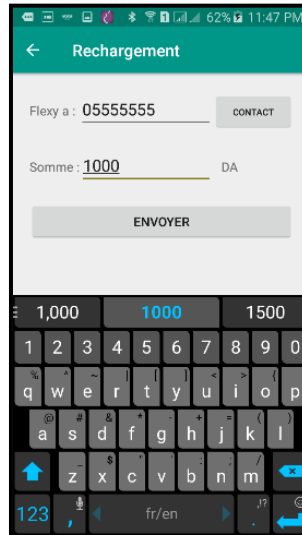 62% 11:47 PM
Rechargement
Flexy a : 05555555 CONTACT
Somme : 1000 DA
ENVOYER
1,000 1000 1500
1 2 3 4 5 6 7 8 9 0
q w e r t y u i o p
a s d f g h j k l
z x c v b n m
123 , fr/en .